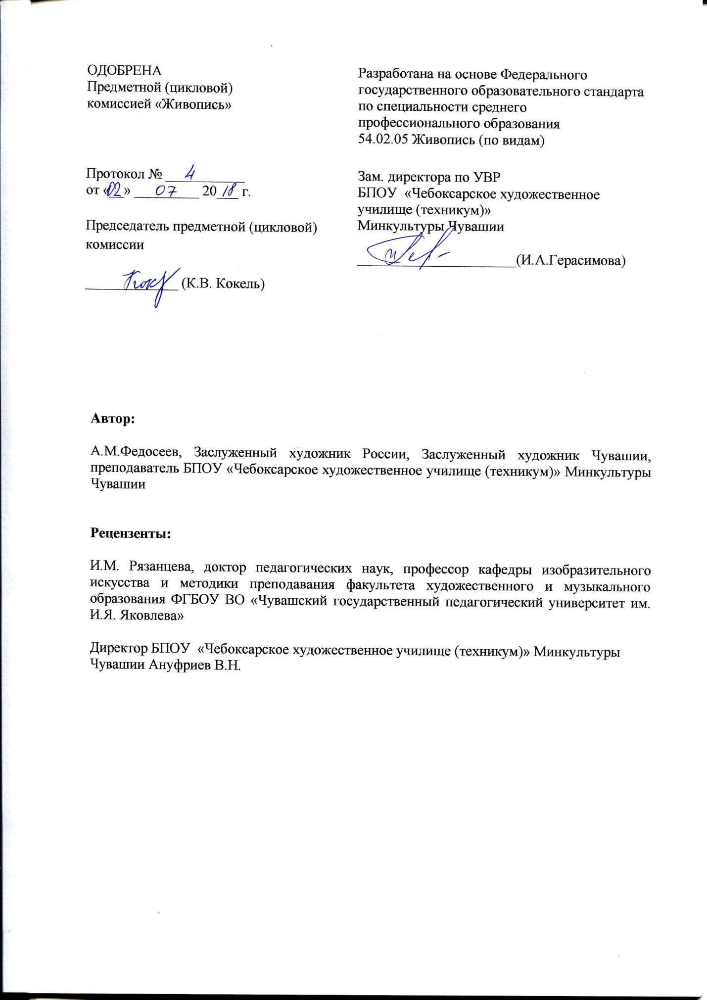 ОДОБРЕНА
Предметной (цикловой)
комиссией «Живопись»
Протокол № 4
от «02» 07 2018 г.
Председатель предметной (цикловой)
комиссии
(К.В. Кокель)
Разработана на основе Федерального
государственного образовательного стандарта
по специальности среднего
профессионального образования
54.02.05 Живопись (по видам)
Зам. директора по УВР
БПОУ «Чебоксарское художественное
училище (техникум)»
Минкультуры Чувашии
(И.А.Герасимова)
Автор:
А.М.Федосеев, Заслуженный художник России, Заслуженный художник Чувашии,
преподаватель БПОУ «Чебоксарское художественное училище (техникум)» Минкультуры
Чувашии
Рецензенты:
И.М. Рязанцева, доктор педагогических наук, профессор кафедры изобразительного
искусства и методики преподавания факультета художественного и музыкального
образования ФГБОУ ВО «Чувашский государственный педагогический университет им.
И.Я. Яковлева»
Директор БПОУ «Чебоксарское художественное училище (техникум)» Минкультуры
Чувашии Ануфриев В.Н.